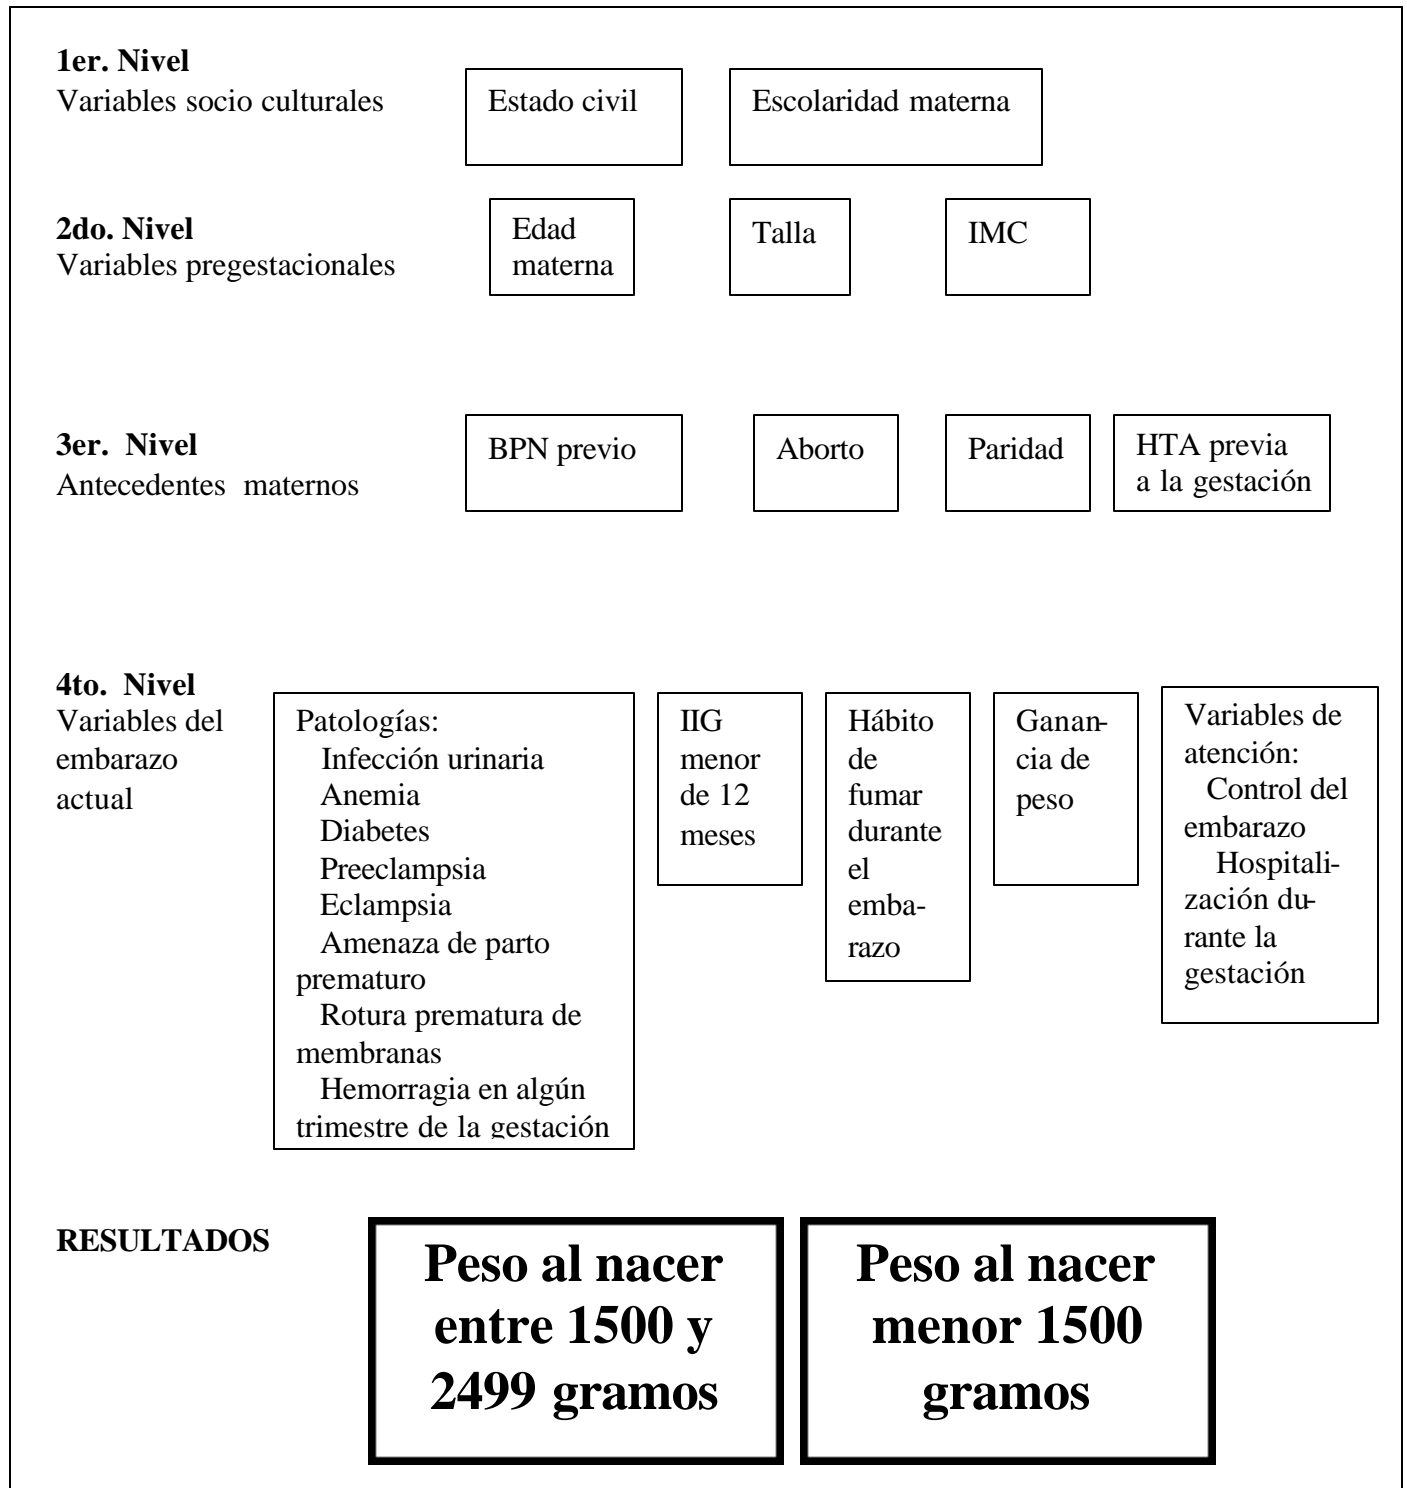 1er. Nivel
Variables socio culturales
Estado civil
Escolaridad materna
2do. Nivel
Variables pregestacionales
Edad
materna
Talla
IMC
3er. Nivel
Antecedentes maternos
BPN previo
Aborto
Paridad
HTA previa
a la gestación
4to. Nivel
Variables del
embarazo
actual
Patologías:
Infección urinaria
Anemia
Diabetes
Preeclampsia
Eclampsia
Amenaza de parto
prematuro
Rotura prematura de
membranas
Hemorragia en algún
trimestre de la gestación
IIG
menor
de 12
meses
Hábito
de
fumar
durante
el
emba-
razo
Ganan-
cia de
peso
Variables de
atención:
Control del
embarazo
Hospitali-
zación du-
rante la
gestación
RESULTADOS
Peso al nacer
entre 1500 y
2499 gramos
Peso al nacer
menor 1500
gramos